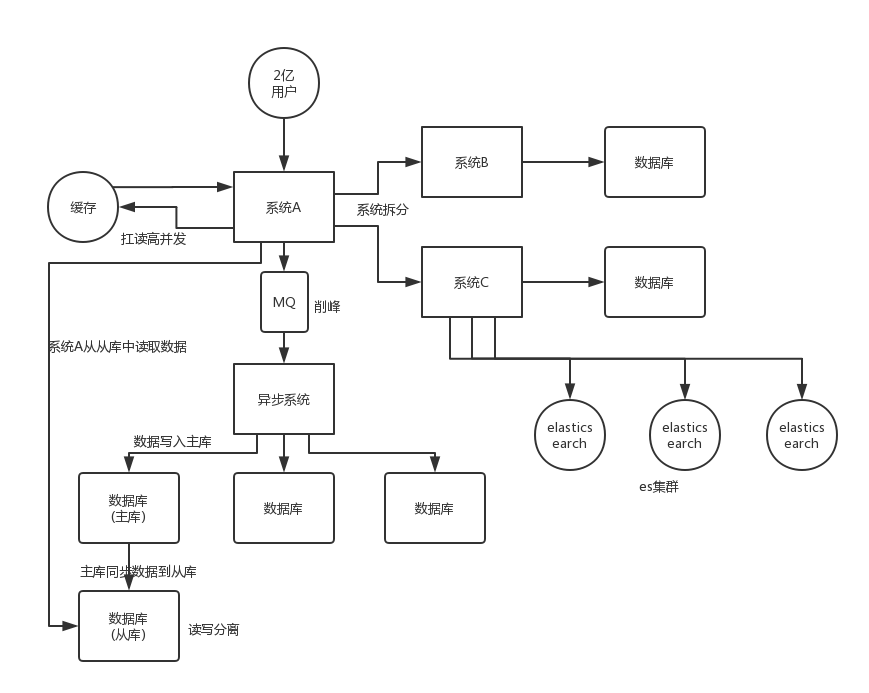 2亿
用户
系统B
数据库
缓存
系统A
系统拆分
扛读高并发
系统C
数据库
MQ
削峰
系统A从从库中读取数据
异步系统
elastics
earch
elastics
earch
elastics
earch
数据写入主库
es集群
数据库
(主库)
数据库
数据库
主库同步数据到从库
数据库
(从库)
读写分离